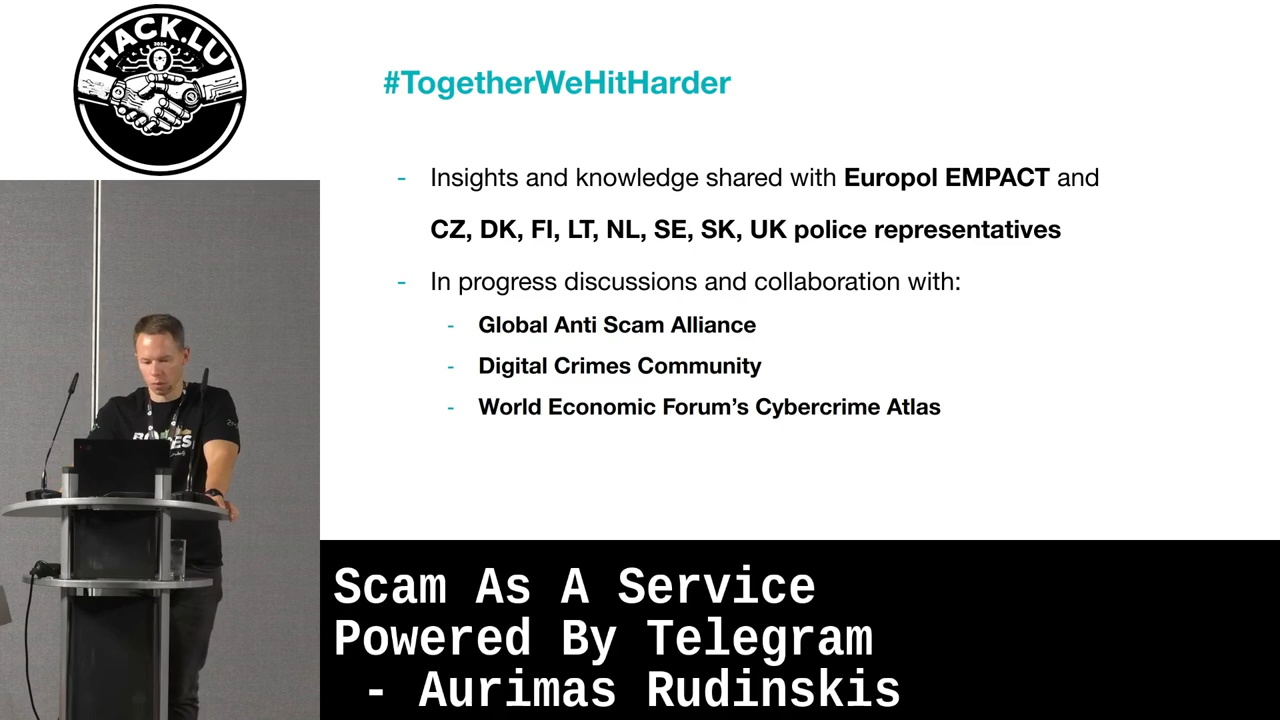 HACK.LU
2024
#TogetherWeHitHarder
- Insights and knowledge shared with Europol EMPACT and
CZ, DK, FI, LT, NL, SE, SK, UK police representatives
- In progress discussions and collaboration with:
- Global Anti Scam Alliance
- Digital Crimes Community
- World Economic Forum’s Cybercrime Atlas
Scam As A Service
Powered By Telegram
- Aurimas Rudinskis